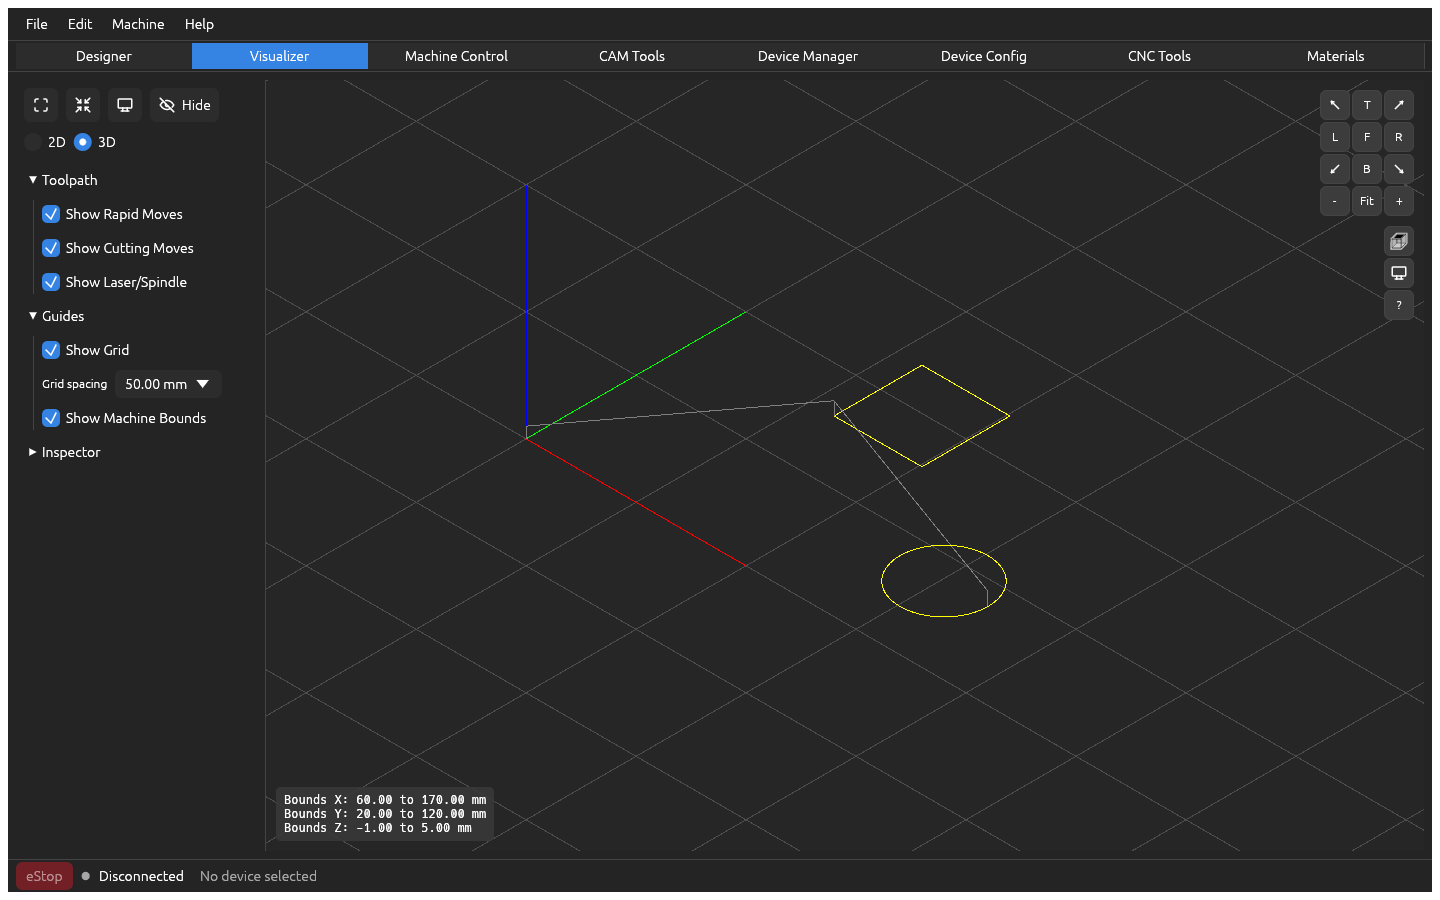 File Edit Machine Help
Designer Visualizer Machine Control CAM Tools Device Manager Device Config CNC Tools Materials
Hide
2D 3D
Toolpath
Show Rapid Moves
Show Cutting Moves
Show Laser/Spindle
Guides
Show Grid
Grid spacing 50.00 mm
Show Machine Bounds
Inspector
T
L F R
B
- Fit +
?
Bounds X: 60.00 to 170.00 mm
Bounds Y: 20.00 to 120.00 mm
Bounds Z: -1.00 to 5.00 mm
eStop Disconnected No device selected